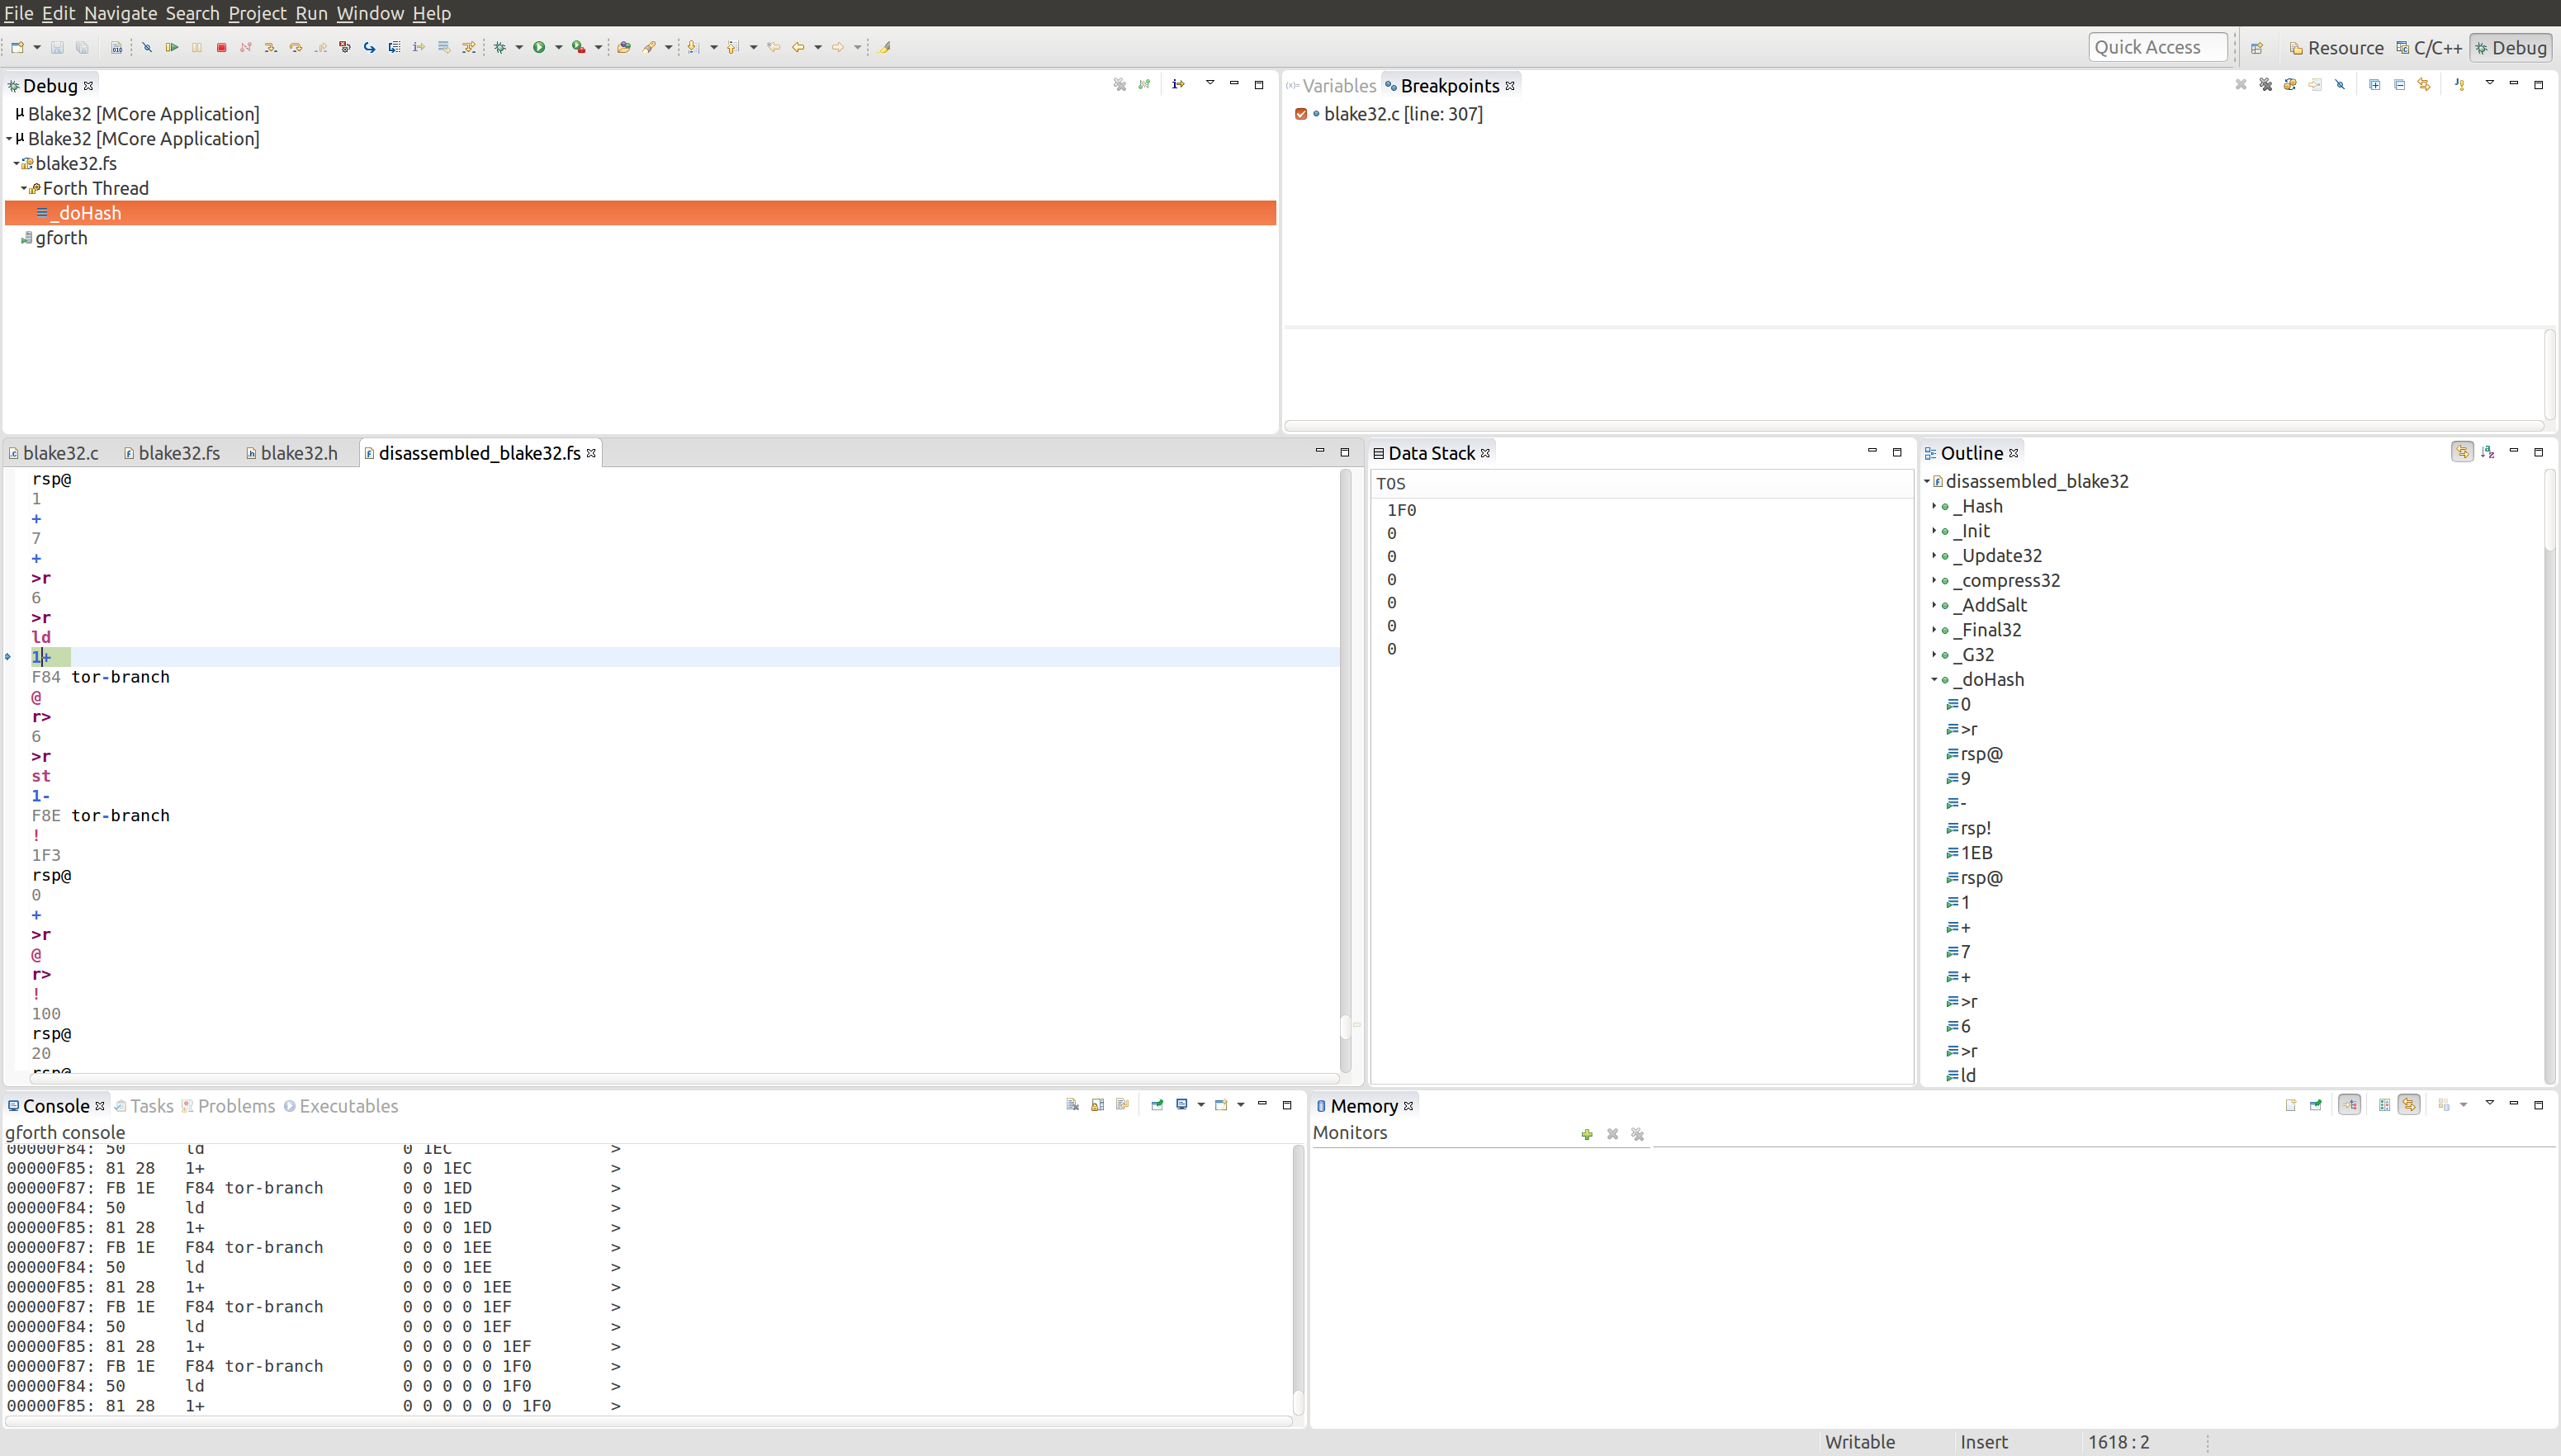 File Edit Navigate Search Project Run Window Help
Quick Access Resource C/C++ Debug
Debug
Blake32 [MCore Application]
Blake32 [MCore Application]
blake32.fs
Forth Thread
_doHash
gforth
Variables Breakpoints
blake32.c [line: 307]
blake32.c blake32.fs blake32.h disassembled_blake32.fs
rsp@
1
+
7
+
>r
6
>r
ld
1+
F84 tor-branch
@
r>
6
>r
st
1-
F8E tor-branch
!
1F3
rsp@
0
+
>r
@
r>
!
100
rsp@
20
rsp@
Data Stack
TOS
1F0
0
0
0
0
0
0
Outline
disassembled_blake32
_Hash
_Init
_Update32
_compress32
_AddSalt
_Final32
_G32
_doHash
0
>r
rsp@
9
-
rsp!
1EB
rsp@
1
+
7
+
>r
6
>r
ld
Console Tasks Problems Executables
gforth console
00000F84: 50 ld 0 1EC >
00000F85: 81 28 1+ 0 0 1EC >
00000F87: FB 1E F84 tor-branch 0 0 1ED >
00000F84: 50 ld 0 0 1ED >
00000F85: 81 28 1+ 0 0 0 1ED >
00000F87: FB 1E F84 tor-branch 0 0 0 1EE >
00000F84: 50 ld 0 0 0 1EE >
00000F85: 81 28 1+ 0 0 0 0 1EE >
00000F87: FB 1E F84 tor-branch 0 0 0 0 1EF >
00000F84: 50 ld 0 0 0 0 1EF >
00000F85: 81 28 1+ 0 0 0 0 0 1EF >
00000F87: FB 1E F84 tor-branch 0 0 0 0 0 1F0 >
00000F84: 50 ld 0 0 0 0 0 1F0 >
00000F85: 81 28 1+ 0 0 0 0 0 0 1F0 >
Memory
Monitors
Writable Insert 1618 : 2